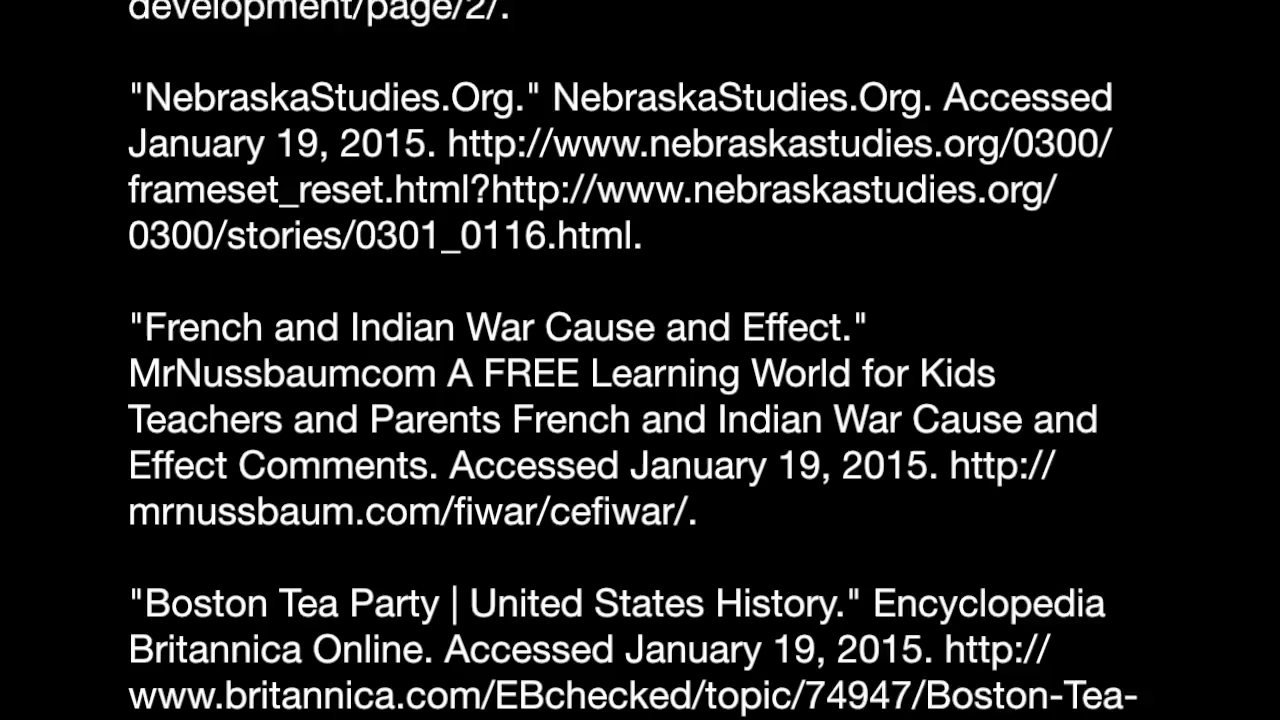 development/page/2/.
"NebraskaStudies.Org." NebraskaStudies.Org. Accessed
January 19, 2015. http://www.nebraskastudies.org/0300/
frameset_reset.html?http://www.nebraskastudies.org/
0300/stories/0301_0116.html.
"French and Indian War Cause and Effect."
MrNussbaumcom A FREE Learning World for Kids
Teachers and Parents French and Indian War Cause and
Effect Comments. Accessed January 19, 2015. http://
mrnussbaum.com/fiwar/cefiwar/.
"Boston Tea Party | United States History." Encyclopedia
Britannica Online. Accessed January 19, 2015. http://
www.britannica.com/EBchecked/topic/74947/Boston-Tea-